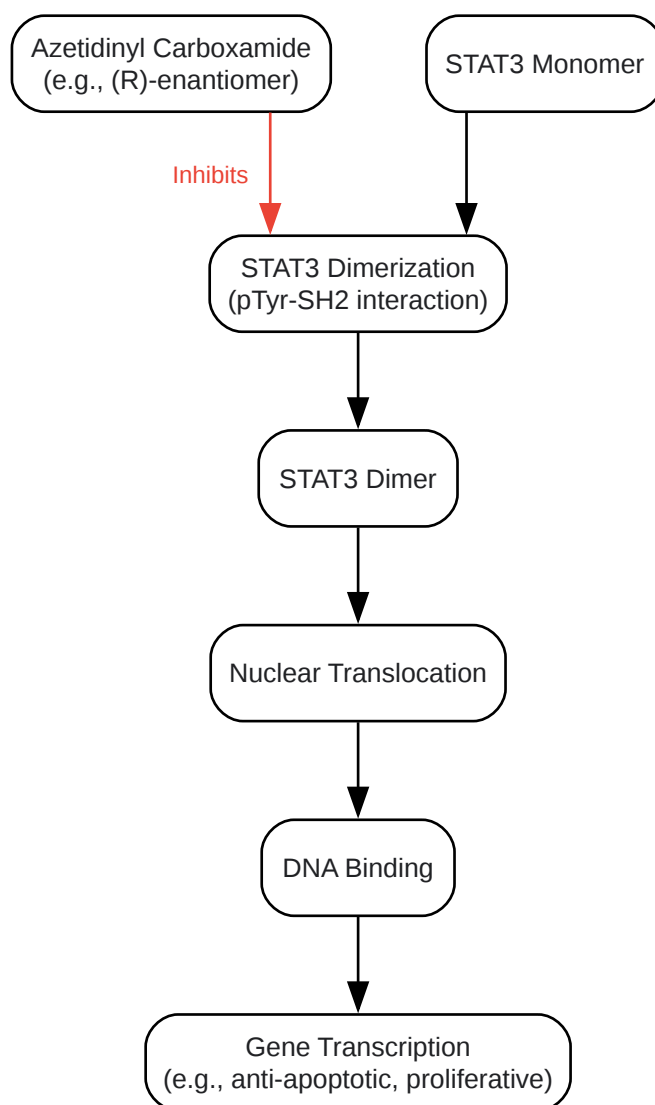 Azetidinyl Carboxamide
(e.g., (R)-enantiomer)
STAT3 Monomer
Inhibits
STAT3 Dimerization
(pTyr-SH2 interaction)
STAT3 Dimer
Nuclear Translocation
DNA Binding
Gene Transcription
(e.g., anti-apoptotic, proliferative)